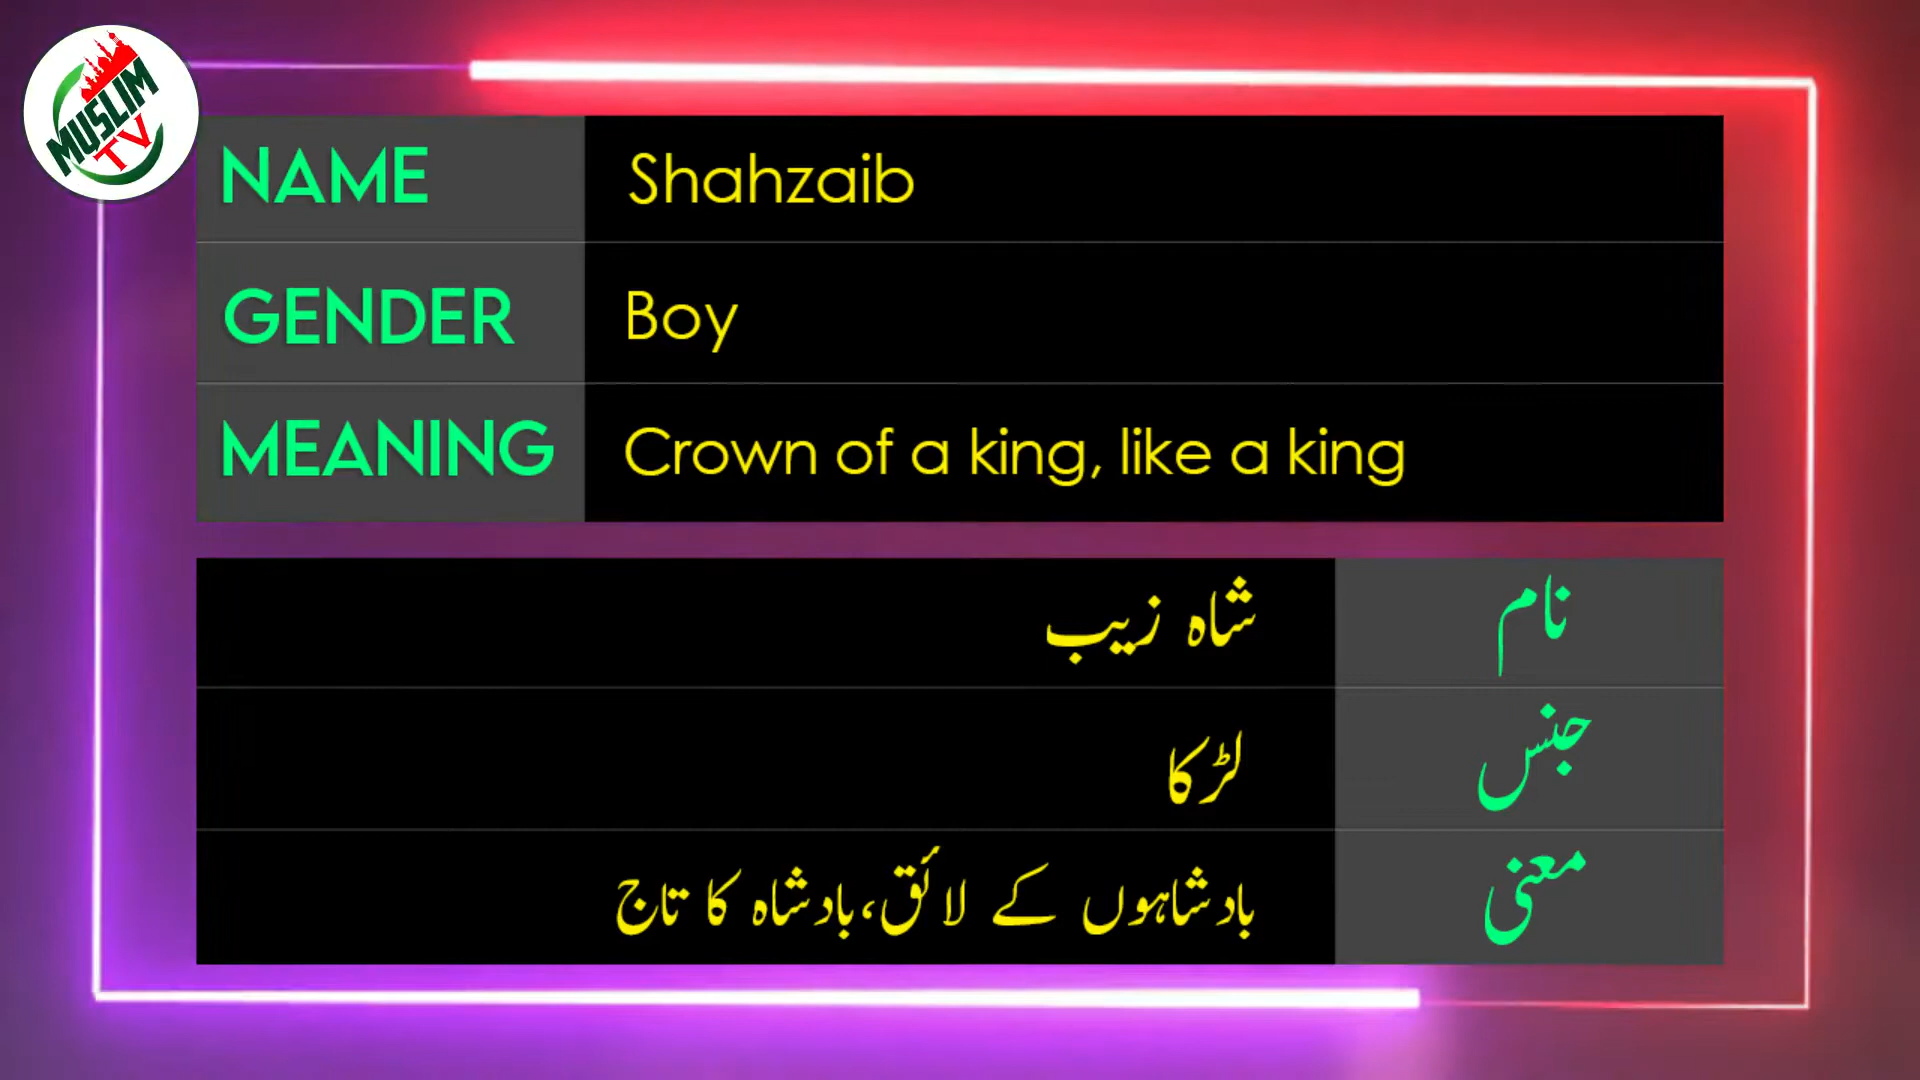 MUSLIM
TV
NAME Shahzaib
GENDER Boy
MEANING Crown of a king, like a king
نام شاہ زیب
جنس لڑکا
معنی بادشاہوں کے لائق،بادشاہ کا تاج